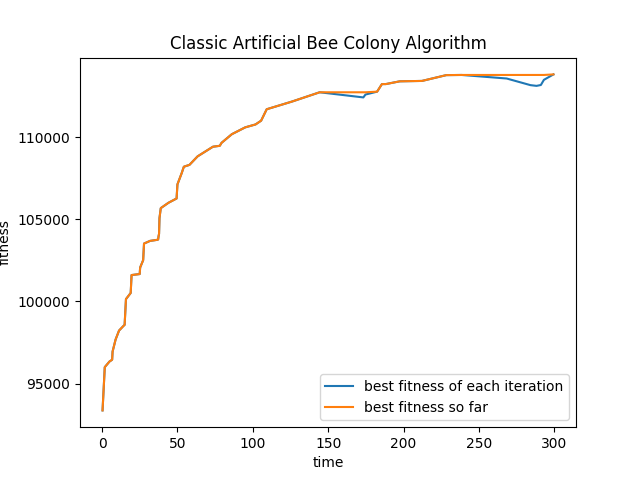 Classic Artificial Bee Colony Algorithm
110000
105000
100000
95000
fitness
best fitness of each iteration
best fitness so far
0 50 100 150 200 250 300
time